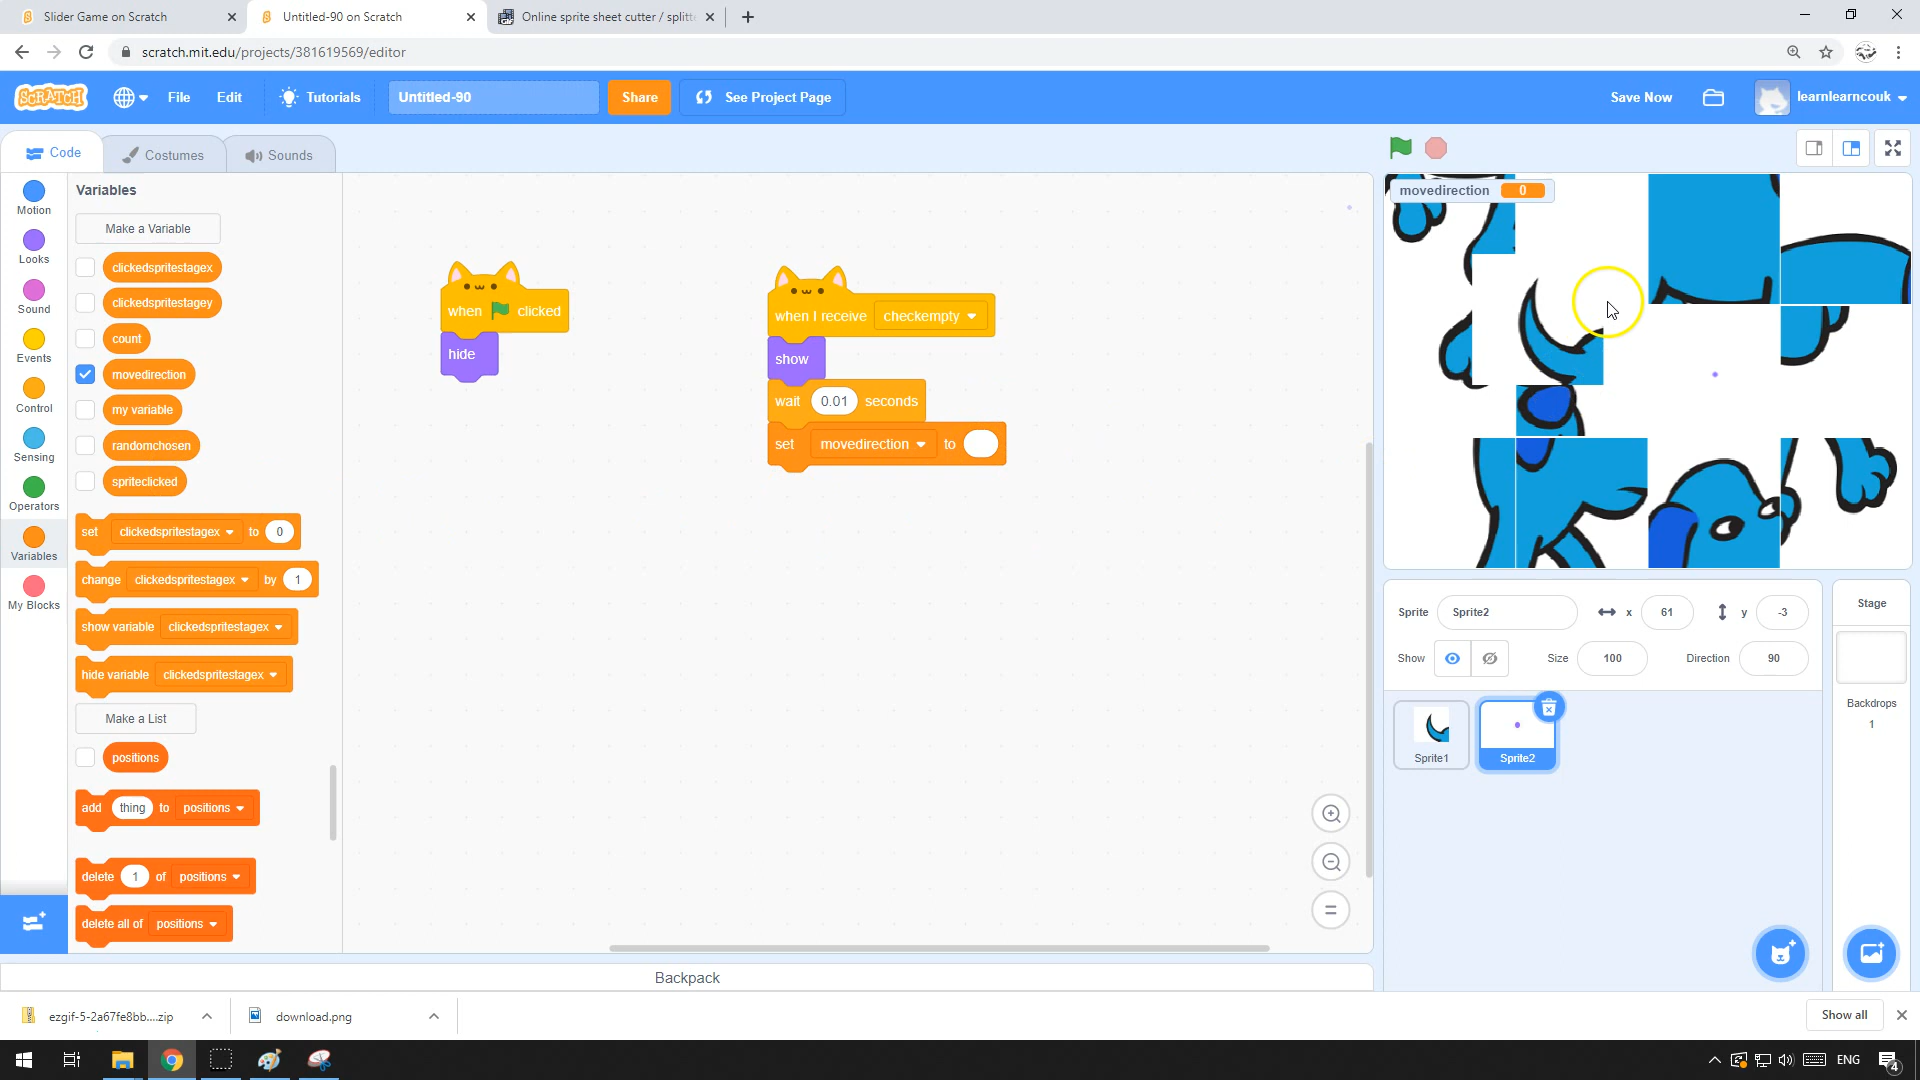 Slider Game on Scratch
Untitled-90 on Scratch
Online sprite sheet cutter / splitt
scratch.mit.edu/projects/381619569/editor
SCRATCH
File
Edit
Tutorials
Untitled-90
Share
See Project Page
Save Now
learnlearncouk
Code
Costumes
Sounds
Motion
Looks
Sound
Events
Control
Sensing
Operators
Variables
My Blocks
Variables
Make a Variable
clickedspritestagex
clickedspritestagey
count
movedirection
my variable
randomchosen
spriteclicked
set clickedspritestagex to 0
change clickedspritestagex by 1
show variable clickedspritestagex
hide variable clickedspritestagex
Make a List
positions
add thing to positions
delete 1 of positions
delete all of positions
when clicked
hide
when I receive checkempty
show
wait 0.01 seconds
set movedirection to
movedirection 0
Sprite Sprite2 x 61 y -3
Show Size 100 Direction 90
Sprite1
Sprite2
Stage
Backdrops
1
Backpack
ezgif-5-2a67fe8bb....zip
download.png
Show all
ENG
4